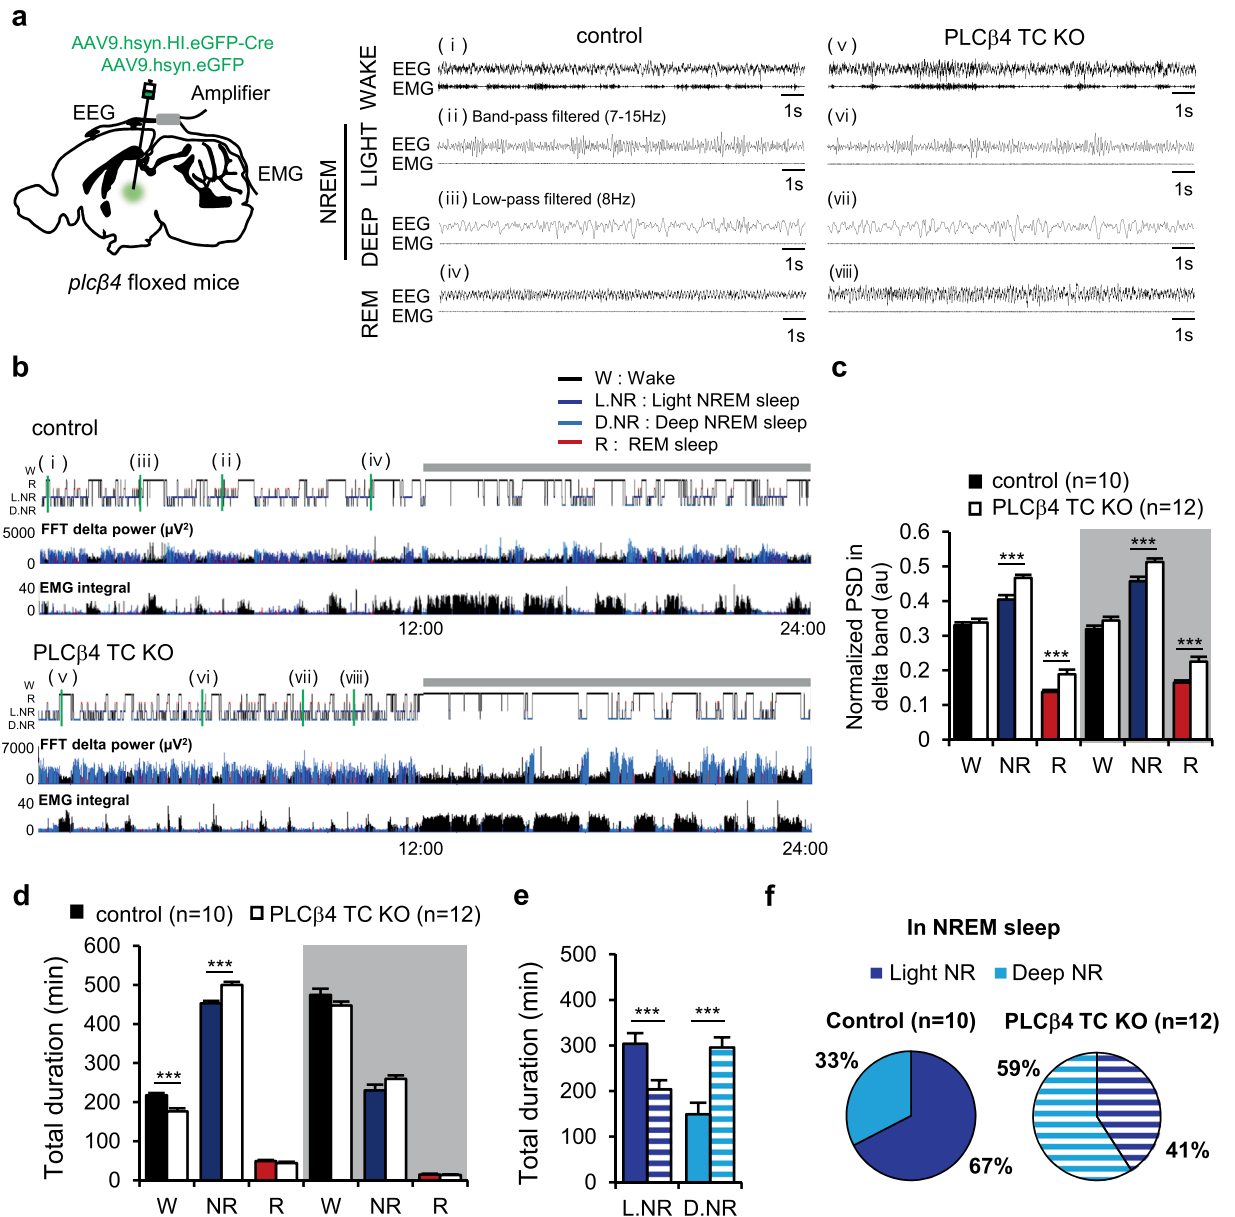 a
AAV9.hsyn.HI.eGFP-Cre
AAV9.hsyn.eGFP
EEG
Amplifier
EMG
plcβ4 floxed mice
control
PLCβ4 TC KO
WAKE
NREM
LIGHT
DEEP
REM
(i)
EEG
EMG
1s
(v)
1s
(ii) Band-pass filtered (7-15Hz)
EEG
EMG
1s
(vi)
1s
(iii) Low-pass filtered (8Hz)
EEG
EMG
1s
(vii)
1s
(iv)
EEG
EMG
1s
(viii)
1s
b
W : Wake
L.NR : Light NREM sleep
D.NR : Deep NREM sleep
R : REM sleep
control
(i) (iii) (ii) (iv)
W
R
L.NR
D.NR
5000 FFT delta power (μV²)
0
40 EMG integral
0
12:00 24:00
PLCβ4 TC KO
(v) (vi) (vii) (viii)
W
R
L.NR
D.NR
7000 FFT delta power (μV²)
0
40 EMG integral
0
12:00 24:00
c
control (n=10)
PLCβ4 TC KO (n=12)
Normalized PSD in
delta band (au)
0.6
0.5
0.4
0.3
0.2
0.1
0
*** *** *** ***
W NR R W NR R
d
control (n=10) PLCβ4 TC KO (n=12)
Total duration (min)
600
500
400
300
200
100
0
*** ***
W NR R W NR R
e
Total duration (min)
500
400
300
200
100
0
*** ***
L.NR D.NR
f
In NREM sleep
Light NR Deep NR
Control (n=10) PLCβ4 TC KO (n=12)
33%
67%
59%
41%